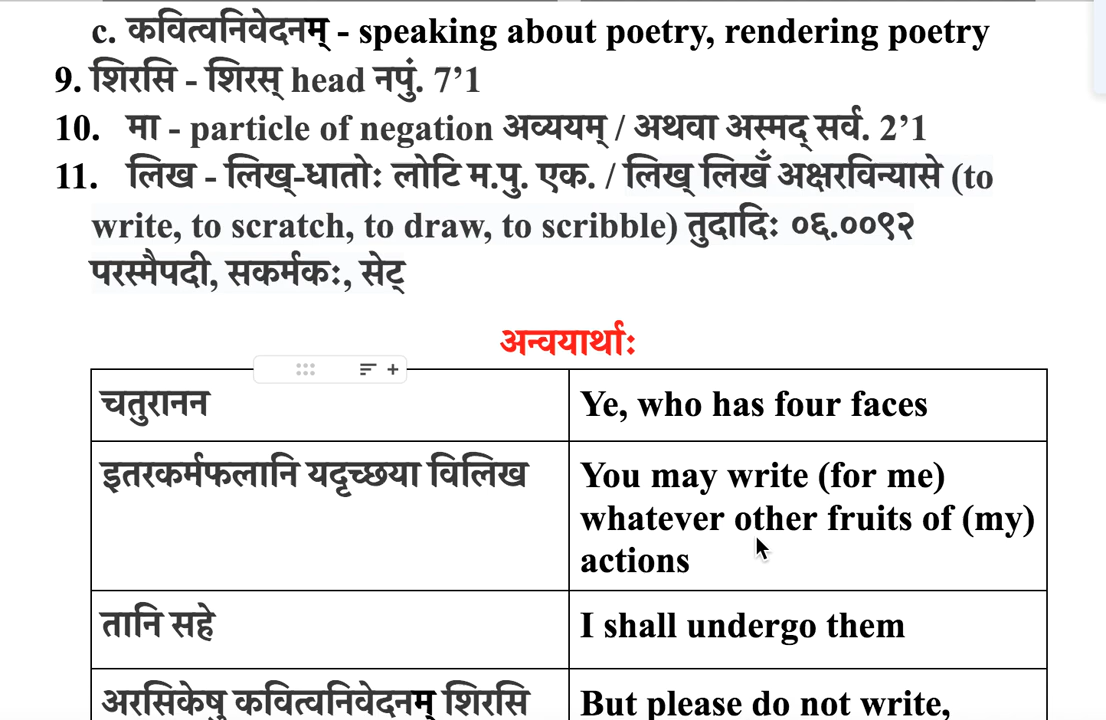 c. कवित्वनिवेदनम् - speaking about poetry, rendering poetry
9. शिरसि - शिरस् head नपुं. 7’1
10. मा - particle of negation अव्ययम् / अथवा अस्मद् सर्व. 2’1
11. लिख - लिख्-धातोः लोटि म.पु. एक. / लिख् लिखँ अक्षरविन्यासे (to
write, to scratch, to draw, to scribble) तुदादिः ०६.००९२
परस्मैपदी, सकर्मकः, सेट्
अन्वयार्थाः
चतुरानन
Ye, who has four faces
इतरकर्मफलानि यदृच्छया विलिख
You may write (for me)
whatever other fruits of (my)
actions
तानि सहे
I shall undergo them
अरसिकेषु कवित्वनिवेदनम् शिरसि
But please do not write,